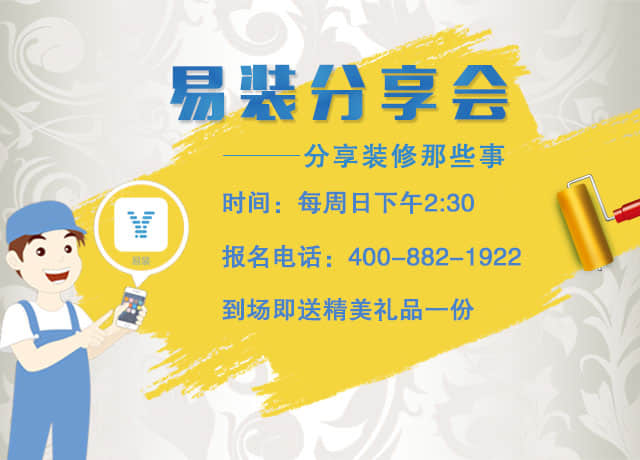 易装分享会
——分享装修那些事
时间：每周日下午2:30
易装
报名电话：400-882-1922
到场即送精美礼品一份